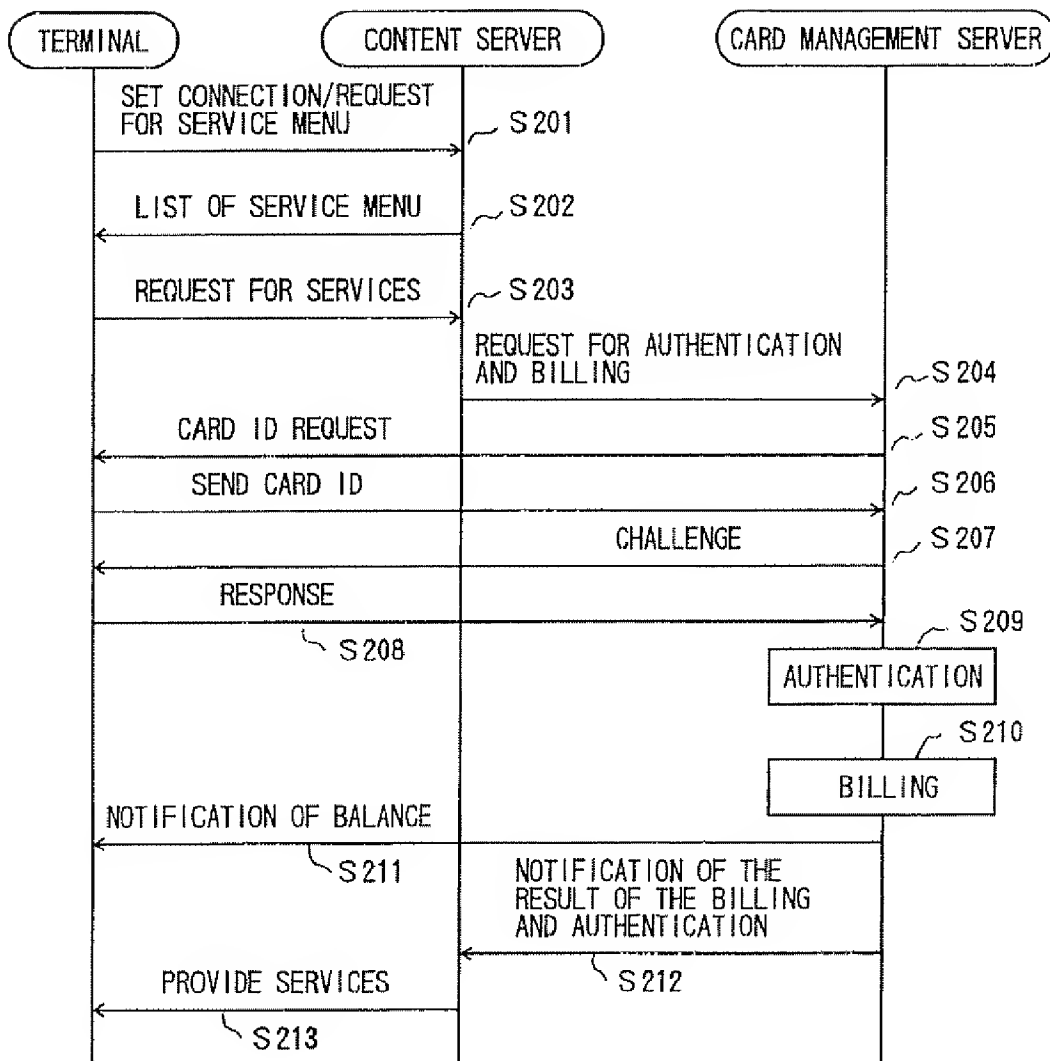 TERMINAL
CONTENT SERVER
CARD MANAGEMENT SERVER
SET CONNECTION/REQUEST
FOR SERVICE MENU
S201
LIST OF SERVICE MENU
S202
REQUEST FOR SERVICES
S203
REQUEST FOR AUTHENTICATION
AND BILLING
S204
CARD ID REQUEST
S205
SEND CARD ID
S206
CHALLENGE
S207
RESPONSE
S208
S209
AUTHENTICATION
S210
BILLING
NOTIFICATION OF BALANCE
S211
NOTIFICATION OF THE
RESULT OF THE BILLING
AND AUTHENTICATION
S212
PROVIDE SERVICES
S213